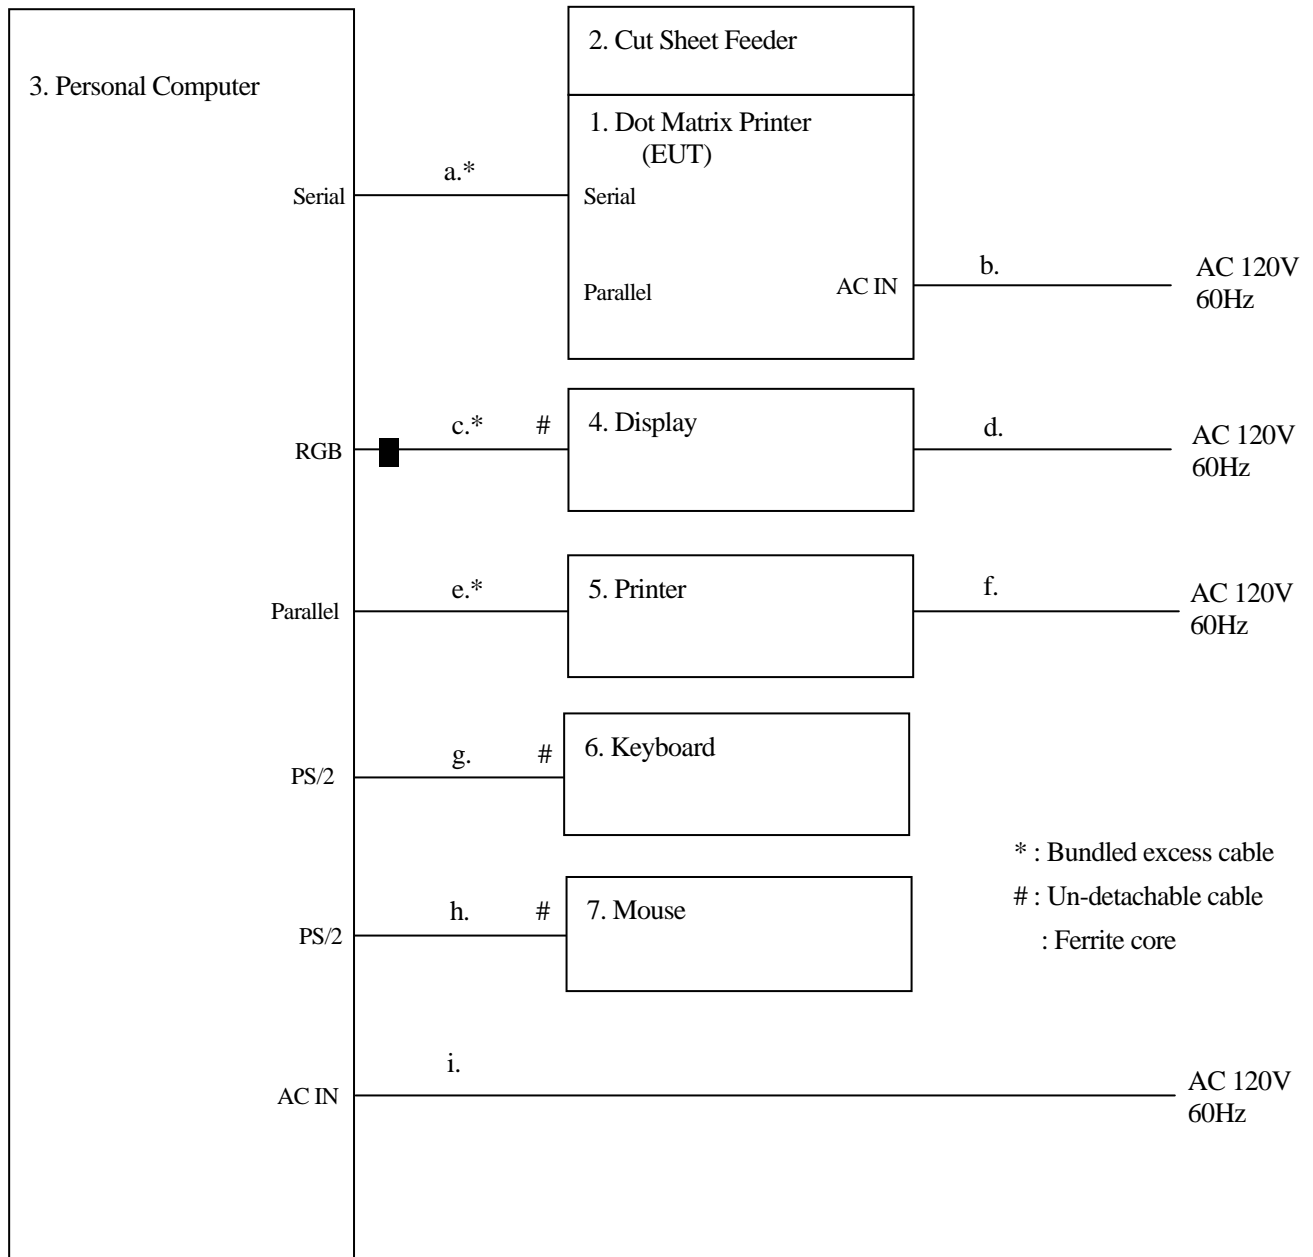 2. Cut Sheet Feeder
3. Personal Computer
1. Dot Matrix Printer
(EUT)
a.*
Serial
Serial
b.
AC 120V
60Hz
Parallel
AC IN
c.*
#
4. Display
d.
AC 120V
60Hz
RGB
e.*
5. Printer
f.
AC 120V
60Hz
Parallel
g.
#
6. Keyboard
PS/2
* : Bundled excess cable
# : Un-detachable cable
: Ferrite core
h.
#
7. Mouse
PS/2
i.
AC IN
AC 120V
60Hz